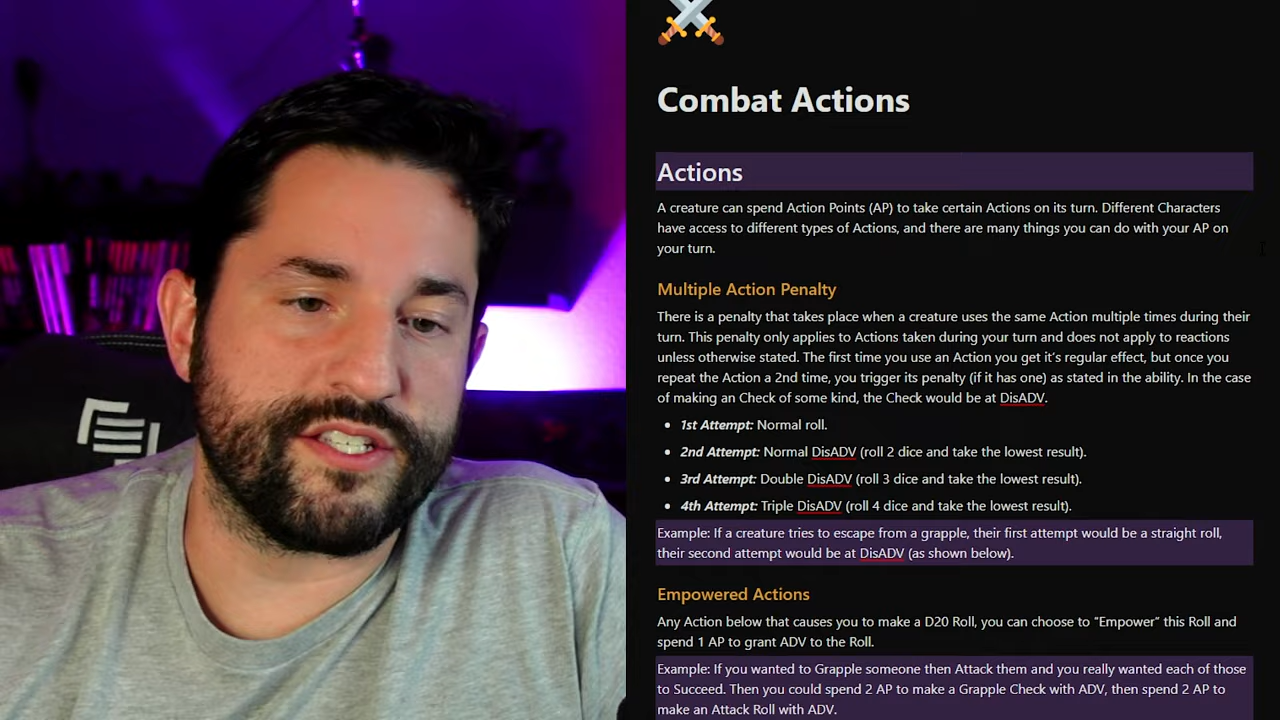 Combat Actions
Actions
A creature can spend Action Points (AP) to take certain Actions on its turn. Different Characters
have access to different types of Actions, and there are many things you can do with your AP on
your turn.
Multiple Action Penalty
There is a penalty that takes place when a creature uses the same Action multiple times during their
turn. This penalty only applies to Actions taken during your turn and does not apply to reactions
unless otherwise stated. The first time you use an Action you get it's regular effect, but once you
repeat the Action a 2nd time, you trigger its penalty (if it has one) as stated in the ability. In the case
of making an Check of some kind, the Check would be at DisADV.
• 1st Attempt: Normal roll.
• 2nd Attempt: Normal DisADV (roll 2 dice and take the lowest result).
• 3rd Attempt: Double DisADV (roll 3 dice and take the lowest result).
• 4th Attempt: Triple DisADV (roll 4 dice and take the lowest result).
Example: If a creature tries to escape from a grapple, their first attempt would be a straight roll,
their second attempt would be at DisADV (as shown below).
Empowered Actions
Any Action below that causes you to make a D20 Roll, you can choose to "Empower" this Roll and
spend 1 AP to grant ADV to the Roll.
Example: If you wanted to Grapple someone then Attack them and you really wanted each of those
to Succeed. Then you could spend 2 AP to make a Grapple Check with ADV, then spend 2 AP to
make an Attack Roll with ADV.